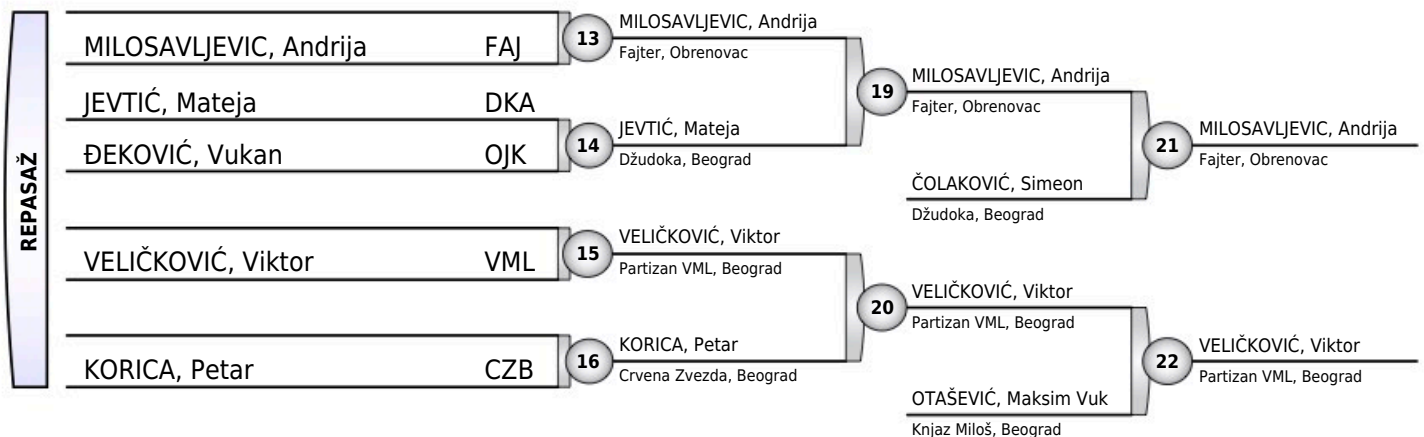 REPASAŽ
MILOSAVLJEVIC, Andrija FAJ
JEVTIĆ, Mateja DKA
ĐEKOVIĆ, Vukan OJK
VELIČKOVIĆ, Viktor VML
KORICA, Petar CZB
13
MILOSAVLJEVIC, Andrija
Fajter, Obrenovac
14
JEVTIĆ, Mateja
Džudoka, Beograd
15
VELIČKOVIĆ, Viktor
Partizan VML, Beograd
16
KORICA, Petar
Crvena Zvezda, Beograd
19
MILOSAVLJEVIC, Andrija
Fajter, Obrenovac
ČOLAKOVIĆ, Simeon
Džudoka, Beograd
20
VELIČKOVIĆ, Viktor
Partizan VML, Beograd
OTAŠEVIĆ, Maksim Vuk
Knjaz Miloš, Beograd
21
MILOSAVLJEVIC, Andrija
Fajter, Obrenovac
22
VELIČKOVIĆ, Viktor
Partizan VML, Beograd